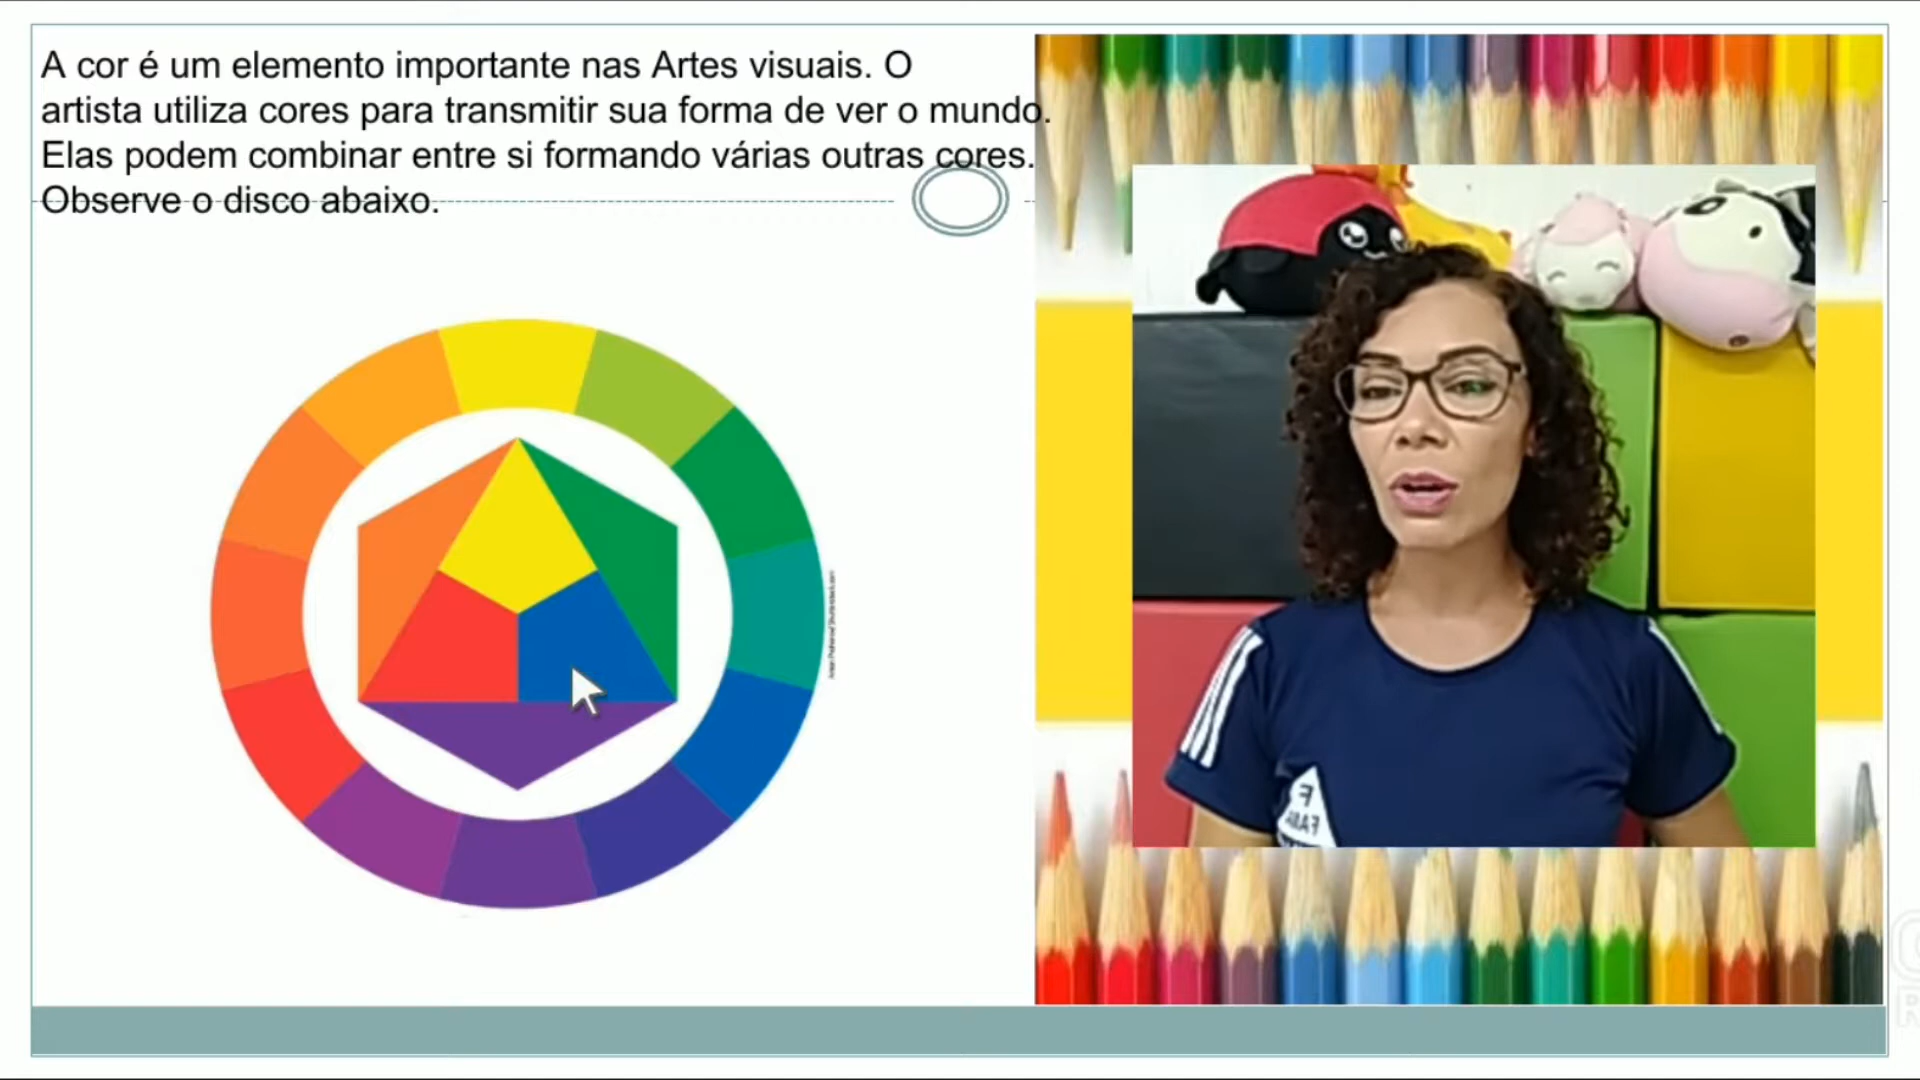 A cor é um elemento importante nas Artes visuais. O
artista utiliza cores para transmitir sua forma de ver o mundo.
Elas podem combinar entre si formando várias outras cores.
Observe o disco abaixo.